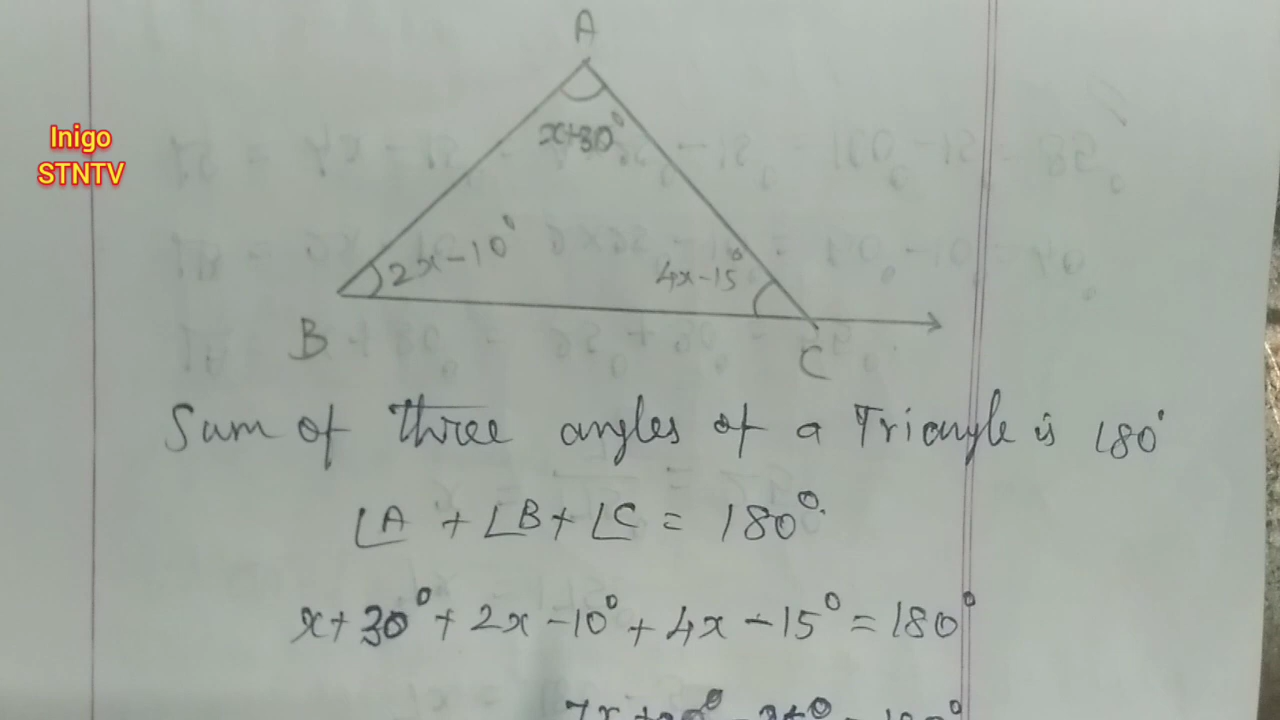 A
Inigo
STNTV
x+30°
2x-10°
4x-15°
B
C
Sum of three angles of a Triangle is 180°
∠A + ∠B + ∠C = 180°.
x+30°+2x-10°+4x-15°=180°